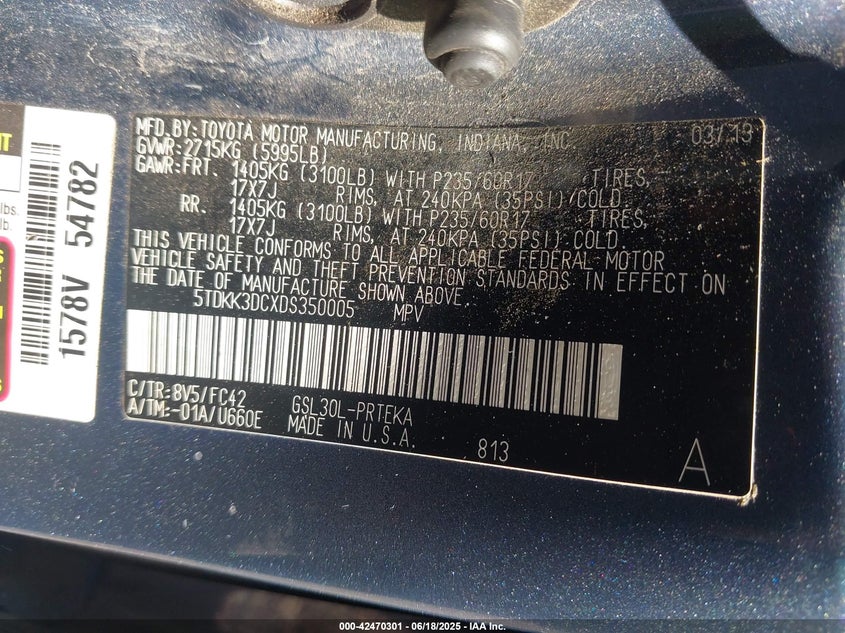 MFD.BY:TOYOTA MOTOR MANUFACTURING, INDIANA, INC. 03/13
GVWR:2715KG (5995LB)
GAWR:FRT. 1405KG (3100LB) WITH P235/60R17 TIRES,
17X7J RIMS, AT 240KPA (35PSI) COLD.
RR. 1405KG (3100LB) WITH P235/60R17 TIRES,
17X7J RIMS, AT 240KPA (35PSI) COLD.
THIS VEHICLE CONFORMS TO ALL APPLICABLE FEDERAL MOTOR
VEHICLE SAFETY AND THEFT PREVENTION STANDARDS IN EFFECT ON
THE DATE OF MANUFACTURE SHOWN ABOVE.
5TDKK3DCXDS350005 MPV
C/TR:8V5/FC42 GSL30L-PRTEKA
A/TM:-01A/U660E MADE IN U.S.A.
813
A
1578V 54782
lbs.
lb.
000-42470301 - 06/18/2025 - IAA Inc.